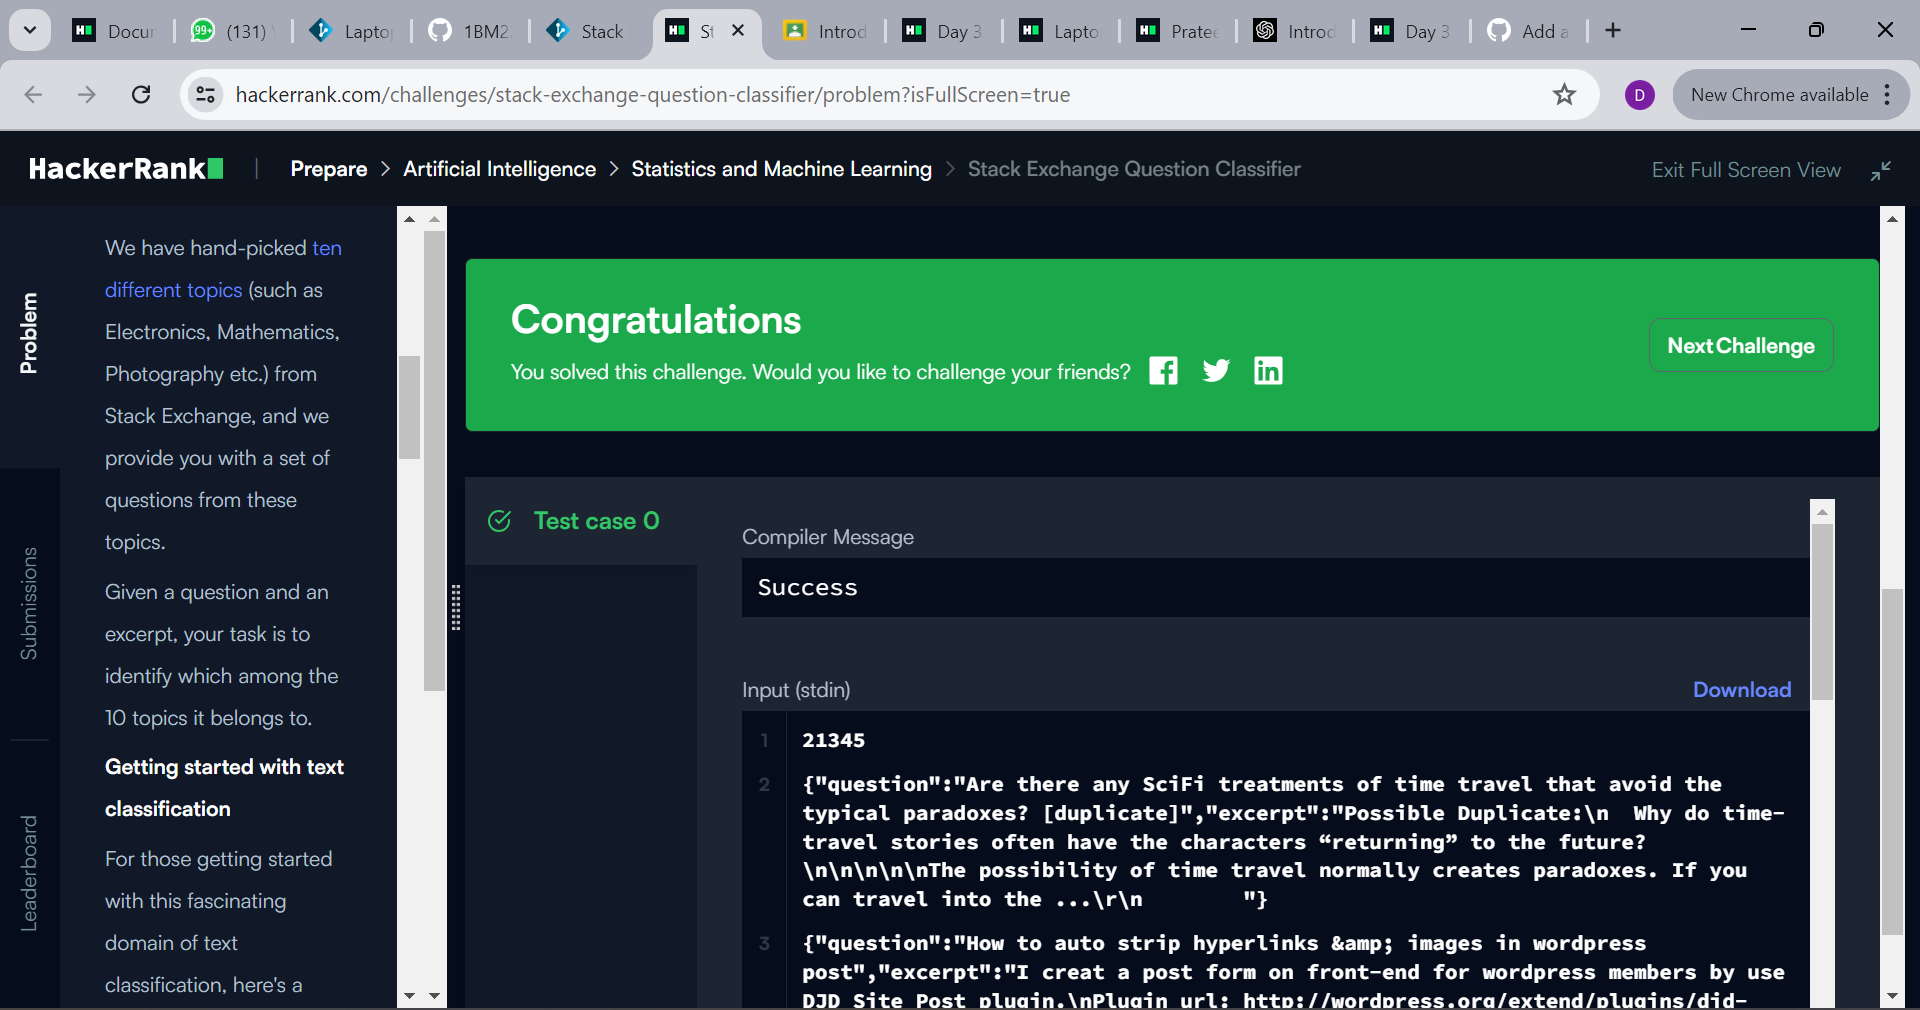 Docur
99+
(131)
Lapto
1BM2
Stack
St
Introd
Day 3
Lapto
Prate
Introd
Day 3
Add a
hackerrank.com/challenges/stack-exchange-question-classifier/problem?isFullScreen=true
D
New Chrome available
HackerRank | Prepare > Artificial Intelligence > Statistics and Machine Learning > Stack Exchange Question Classifier
Exit Full Screen View
Problem
Submissions
Leaderboard
We have hand-picked ten
different topics (such as
Electronics, Mathematics,
Photography etc.) from
Stack Exchange, and we
provide you with a set of
questions from these
topics.
Given a question and an
excerpt, your task is to
identify which among the
10 topics it belongs to.
Getting started with text
classification
For those getting started
with this fascinating
domain of text
classification, here's a
Congratulations
You solved this challenge. Would you like to challenge your friends?
Next Challenge
Test case 0
Compiler Message
Success
Input (stdin)
Download
1 21345
2 {"question":"Are there any SciFi treatments of time travel that avoid the
typical paradoxes? [duplicate]","excerpt":"Possible Duplicate:\n  Why do time-
travel stories often have the characters “returning” to the future?
\n\n\n\n\nThe possibility of time travel normally creates paradoxes. If you
can travel into the ...\r\n        "}
3 {"question":"How to auto strip hyperlinks &amp; images in wordpress
post","excerpt":"I creat a post form on front-end for wordpress members by use
DJD Site Post plugin.\nPlugin url: http://wordpress.org/extend/plugins/djd-